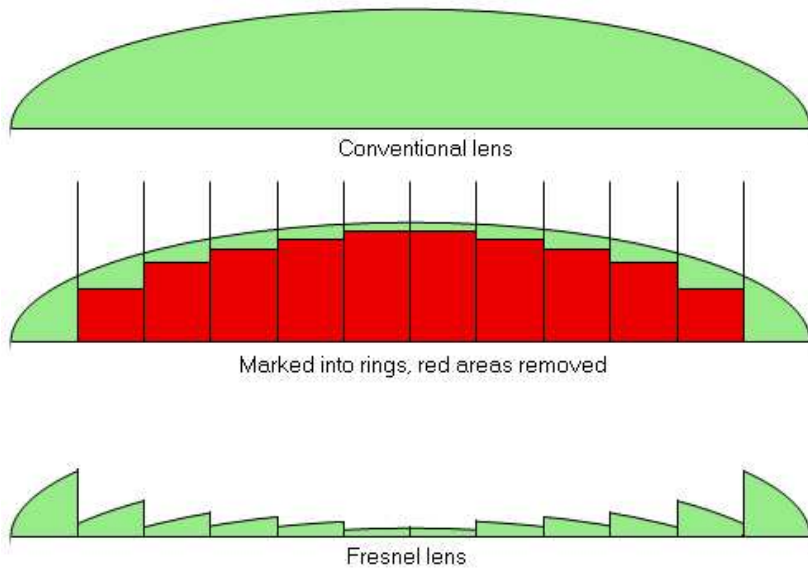 Conventional lens
Marked into rings, red areas removed
Fresnel lens